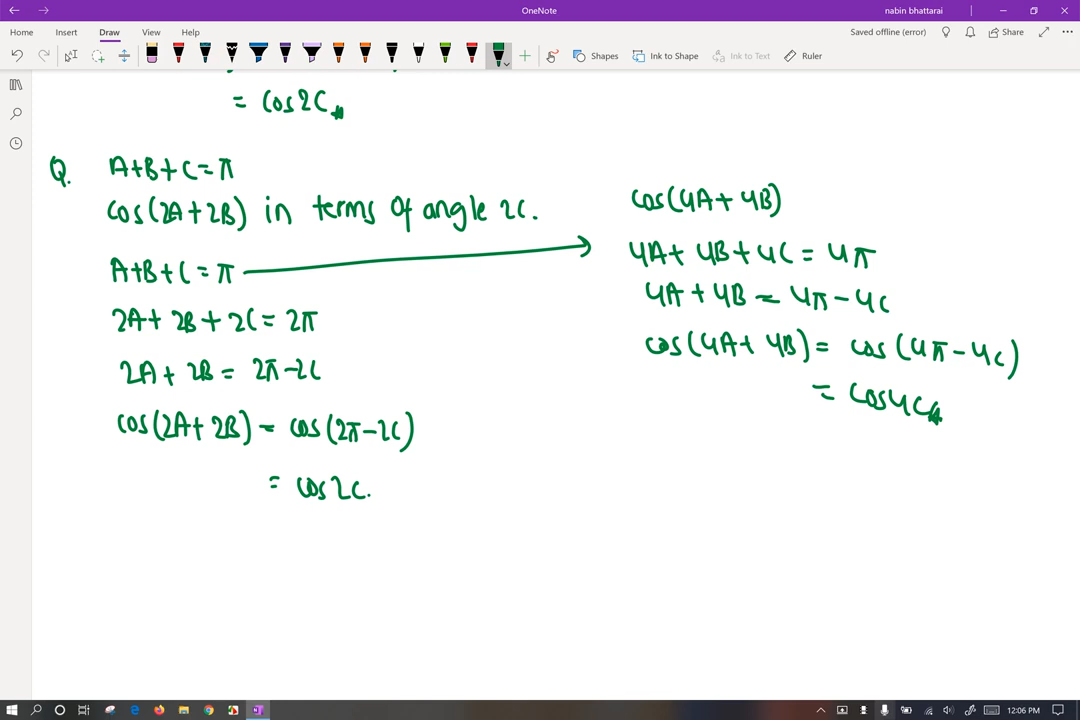 OneNote
nabin bhattarai
Home Insert Draw View Help
Saved offline (error)
Share
Shapes
Ink to Shape
Ink to Text
Ruler
= Cos2C
Q. A+B+C=π
cos(2A+2B) in terms of angle 2C.
A+B+C=π
2A+2B+2C=2π
2A+2B=2π-2C
cos(2A+2B)=cos(2π-2C)
= cos2C.
cos(4A+4B)
4A+4B+4C=4π
4A+4B=4π-4C
cos(4A+4B)=cos(4π-4C)
= cos4C
12:06 PM